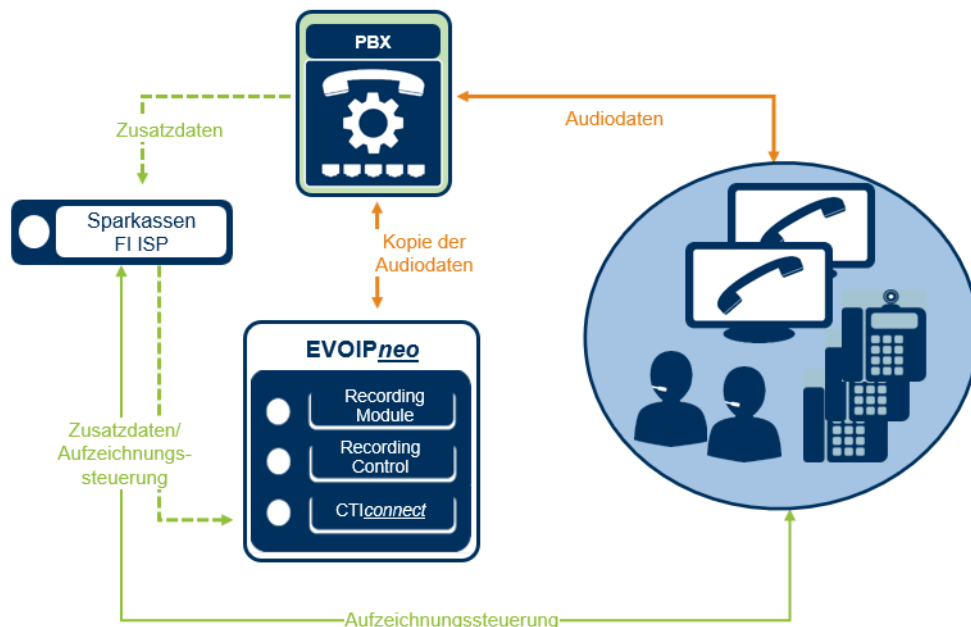 PBX
Zusatzdaten
Audiodaten
Sparkassen
FI ISP
Kopie der
Audiodaten
EVOIPneo
Recording
Module
Zusatzdaten/
Aufzeichnungs-
steuerung
Recording
Control
CTIconnect
Aufzeichnungssteuerung